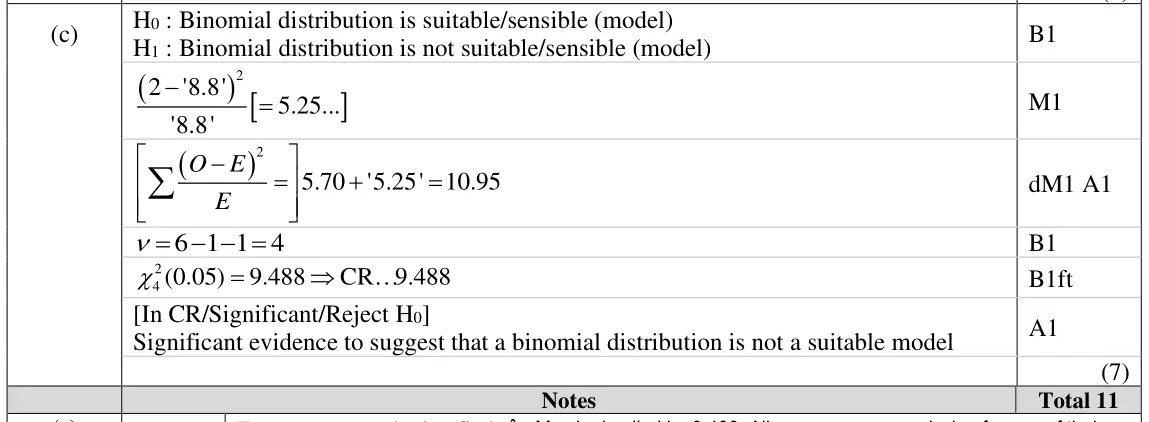 (c)
H0 : Binomial distribution is suitable/sensible (model)
H1 : Binomial distribution is not suitable/sensible (model)
B1
(2 − '8.8')² / '8.8' [= 5.25...]
M1
[∑ (O − E)² / E =] 5.70 + '5.25' = 10.95
dM1 A1
ν = 6 − 1 − 1 = 4
B1
χ²₄ (0.05) = 9.488 ⇒ CR…9.488
B1ft
[In CR/Significant/Reject H0]
Significant evidence to suggest that a binomial distribution is not a suitable model
A1
(7)
Notes
Total 11